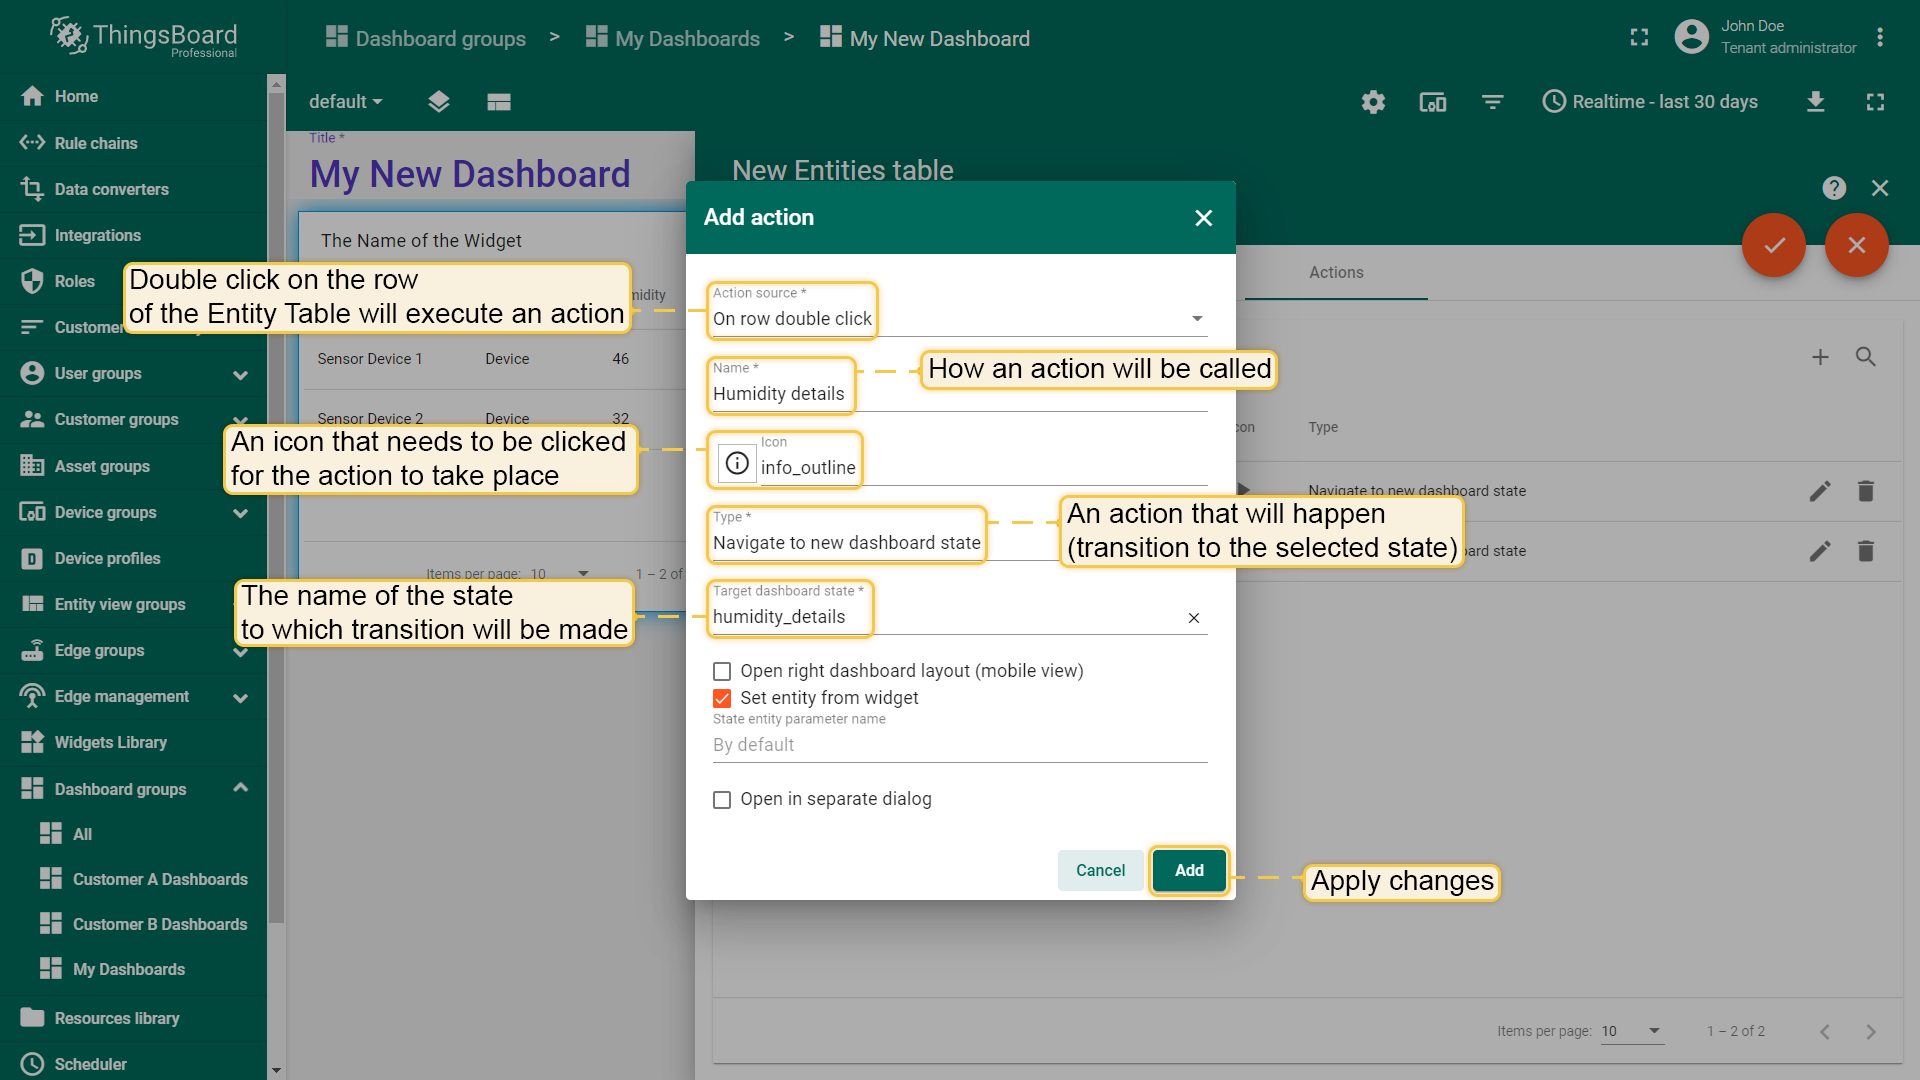 ThingsBoard
Professional
Dashboard groups > My Dashboards > My New Dashboard
John Doe
Tenant administrator
Home
Rule chains
Data converters
Integrations
Roles
Customer
User groups
Customer groups
Asset groups
Device groups
Device profiles
Entity view groups
Edge groups
Edge management
Widgets Library
Dashboard groups
All
Customer A Dashboards
Customer B Dashboards
My Dashboards
Resources library
Scheduler
default
Realtime - last 30 days
Title *
My New Dashboard
The Name of the Widget
midity
Sensor Device 1 Device 46
Sensor Device 2 Device 32
Items per page: 10 1 – 2 of
New Entities table
Actions
con Type
Navigate to new dashboard state
ard state
Items per page: 10 1 – 2 of 2
Add action
Action source *
On row double click
Name *
Humidity details
Icon
info_outline
Type *
Navigate to new dashboard state
Target dashboard state *
humidity_details
Open right dashboard layout (mobile view)
Set entity from widget
State entity parameter name
By default
Open in separate dialog
Cancel
Add
Double click on the row
of the Entity Table will execute an action
How an action will be called
An icon that needs to be clicked
for the action to take place
An action that will happen
(transition to the selected state)
The name of the state
to which transition will be made
Apply changes